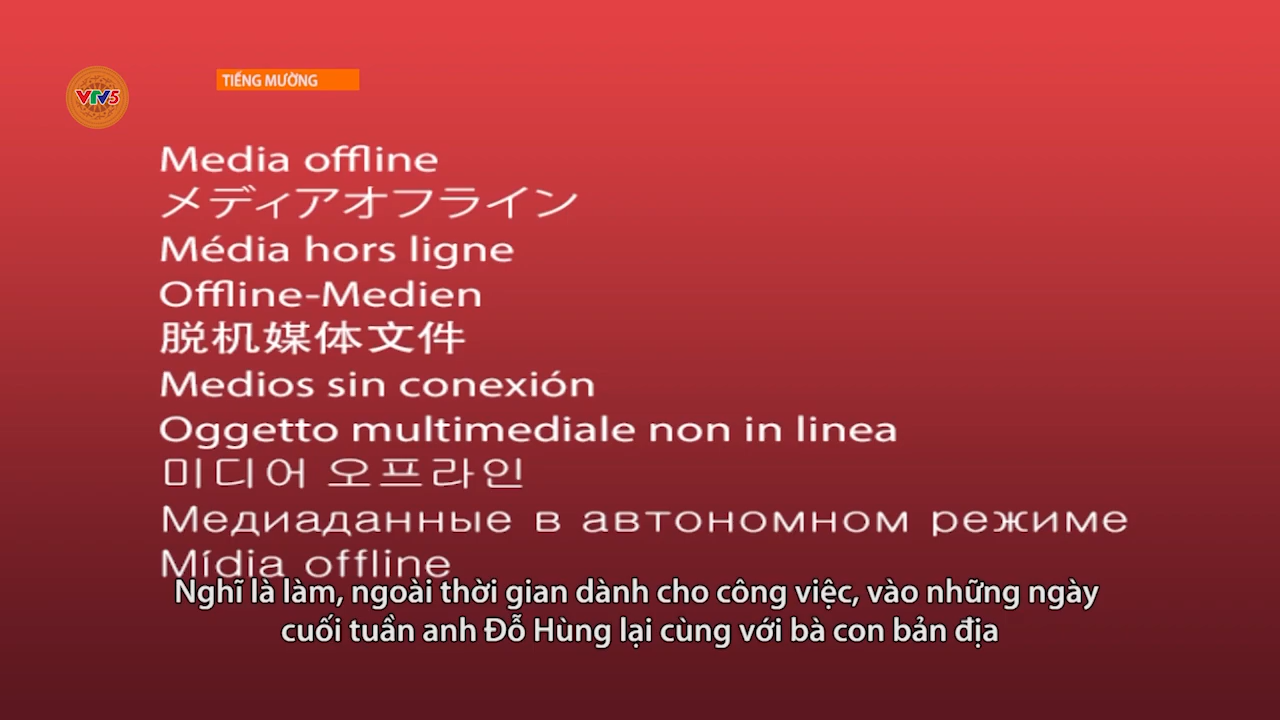 TIẾNG MƯỜNG
VTV5
Media offline
メディアオフライン
Média hors ligne
Offline-Medien
脱机媒体文件
Medios sin conexión
Oggetto multimediale non in linea
미디어 오프라인
Медиаданные в автономном режиме
Mídia offline
Nghĩ là làm, ngoài thời gian dành cho công việc, vào những ngày
cuối tuần anh Đỗ Hùng lại cùng với bà con bản địa